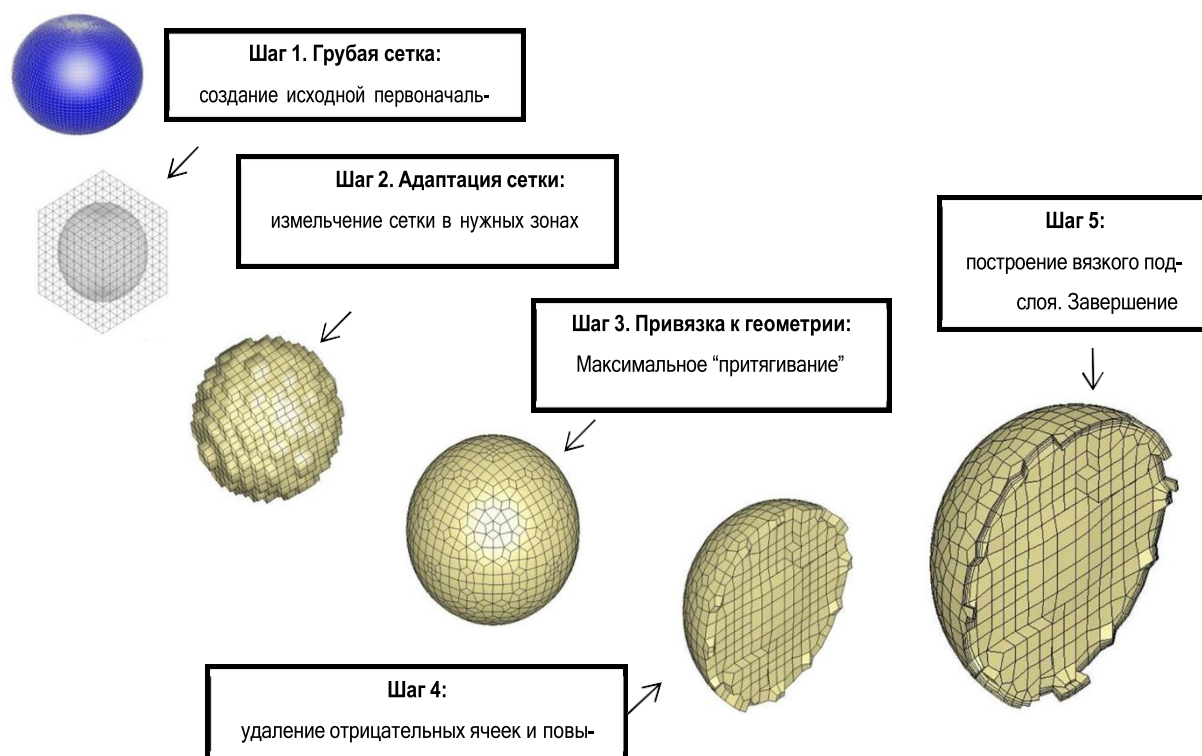 Шаг 1. Грубая сетка:
создание исходной первоначаль-
Шаг 2. Адаптация сетки:
измельчение сетки в нужных зонах
Шаг 3. Привязка к геометрии:
Максимальное “притягивание”
Шаг 4:
удаление отрицательных ячеек и повы-
Шаг 5:
построение вязкого под-
слоя. Завершение